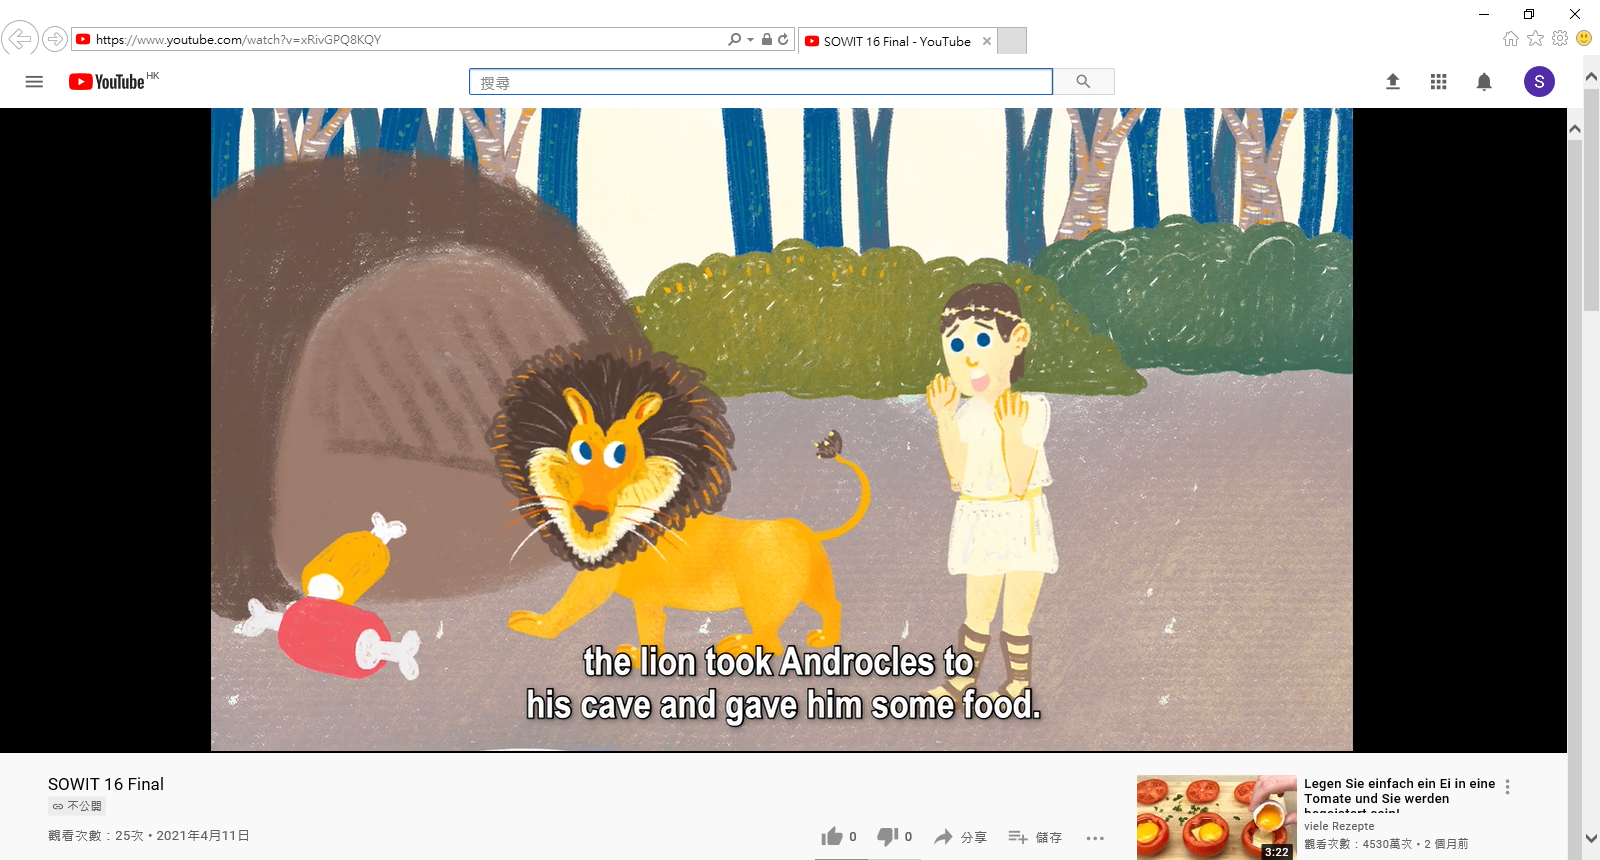 https://www.youtube.com/watch?v=xRivGPQ8KQY
SOWIT 16 Final - YouTube
YouTube HK
搜尋
S
the lion took Androcles to
his cave and gave him some food.
SOWIT 16 Final
不公開
觀看次數：25次 • 2021年4月11日
0
0
分享
儲存
3:22
Legen Sie einfach ein Ei in eine
Tomate und Sie werden
begeistert sein!
viele Rezepte
觀看次數：4530萬次 • 2 個月前